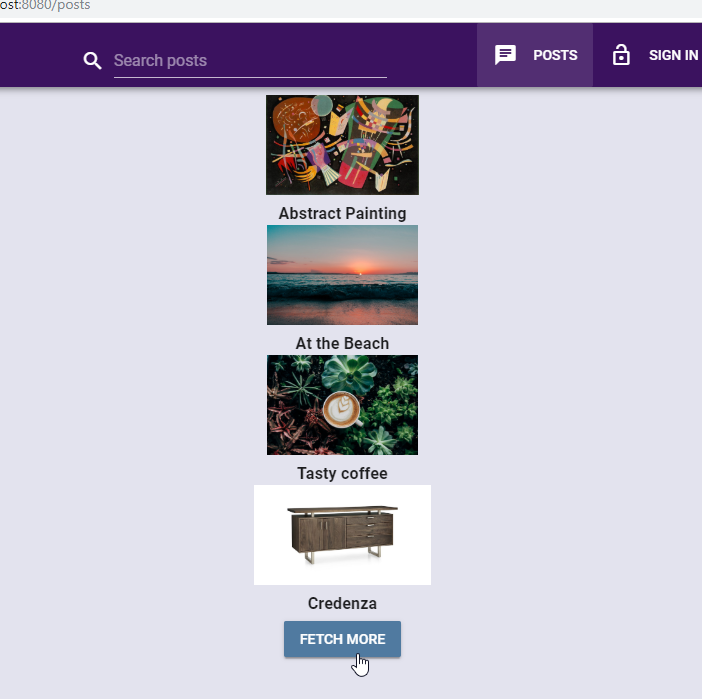 ost:8080/posts
Search posts
POSTS
SIGN IN
Abstract Painting
At the Beach
Tasty coffee
Credenza
FETCH MORE